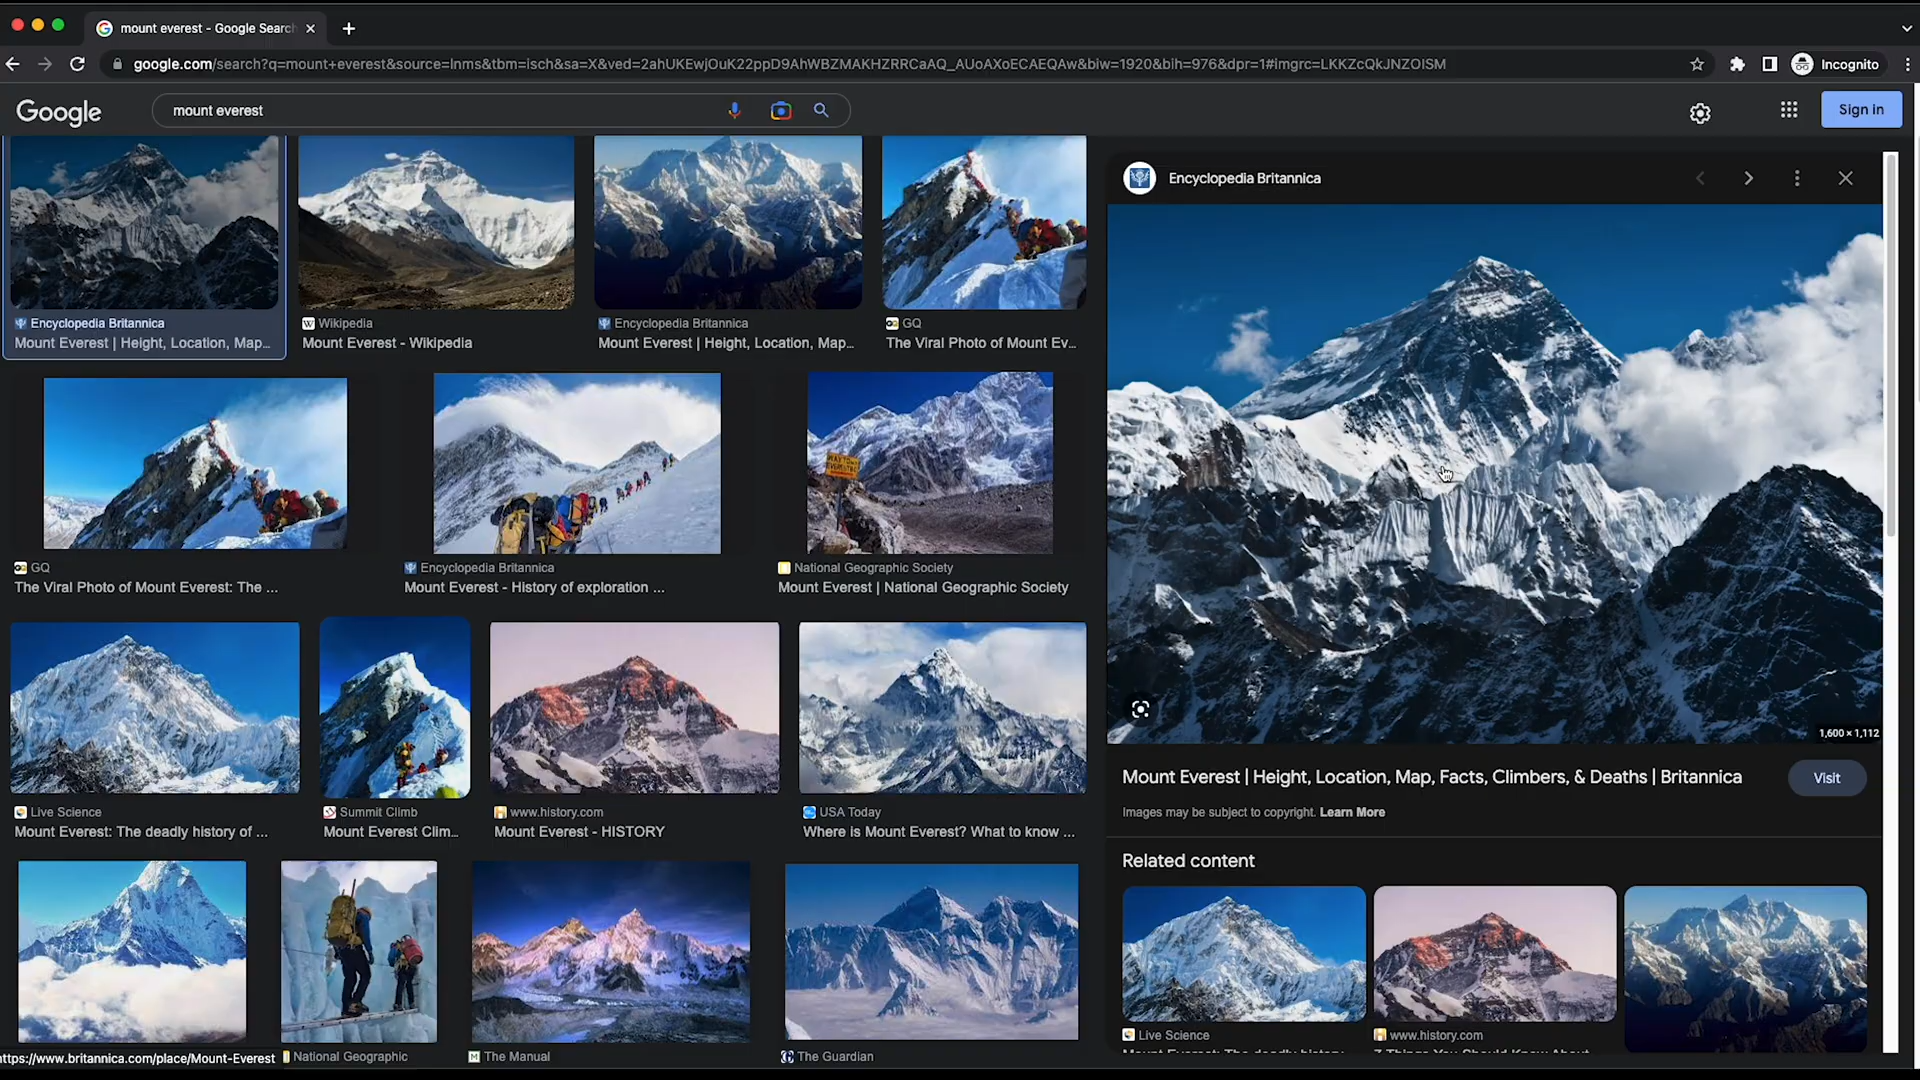 mount everest - Google Search
google.com/search?q=mount+everest&source=lnms&tbm=isch&sa=X&ved=2ahUKEwjOuK22ppD9AhWBZMAKHZRRCaAQ_AUoAXoECAEQAw&biw=1920&bih=976&dpr=1#imgrc=LKKZcQkJNZOISM
Incognito
Google
mount everest
Sign in
Encyclopedia Britannica
Mount Everest | Height, Location, Map...
Wikipedia
Mount Everest - Wikipedia
Encyclopedia Britannica
Mount Everest | Height, Location, Map...
GQ
The Viral Photo of Mount Ev...
GQ
The Viral Photo of Mount Everest: The ...
Encyclopedia Britannica
Mount Everest - History of exploration ...
National Geographic Society
Mount Everest | National Geographic Society
Live Science
Mount Everest: The deadly history of ...
Summit Climb
Mount Everest Clim...
www.history.com
Mount Everest - HISTORY
USA Today
Where is Mount Everest? What to know ...
National Geographic
The Manual
The Guardian
https://www.britannica.com/place/Mount-Everest
Encyclopedia Britannica
1,600 × 1,112
Mount Everest | Height, Location, Map, Facts, Climbers, & Deaths | Britannica
Visit
Images may be subject to copyright. Learn More
Related content
Live Science
www.history.com